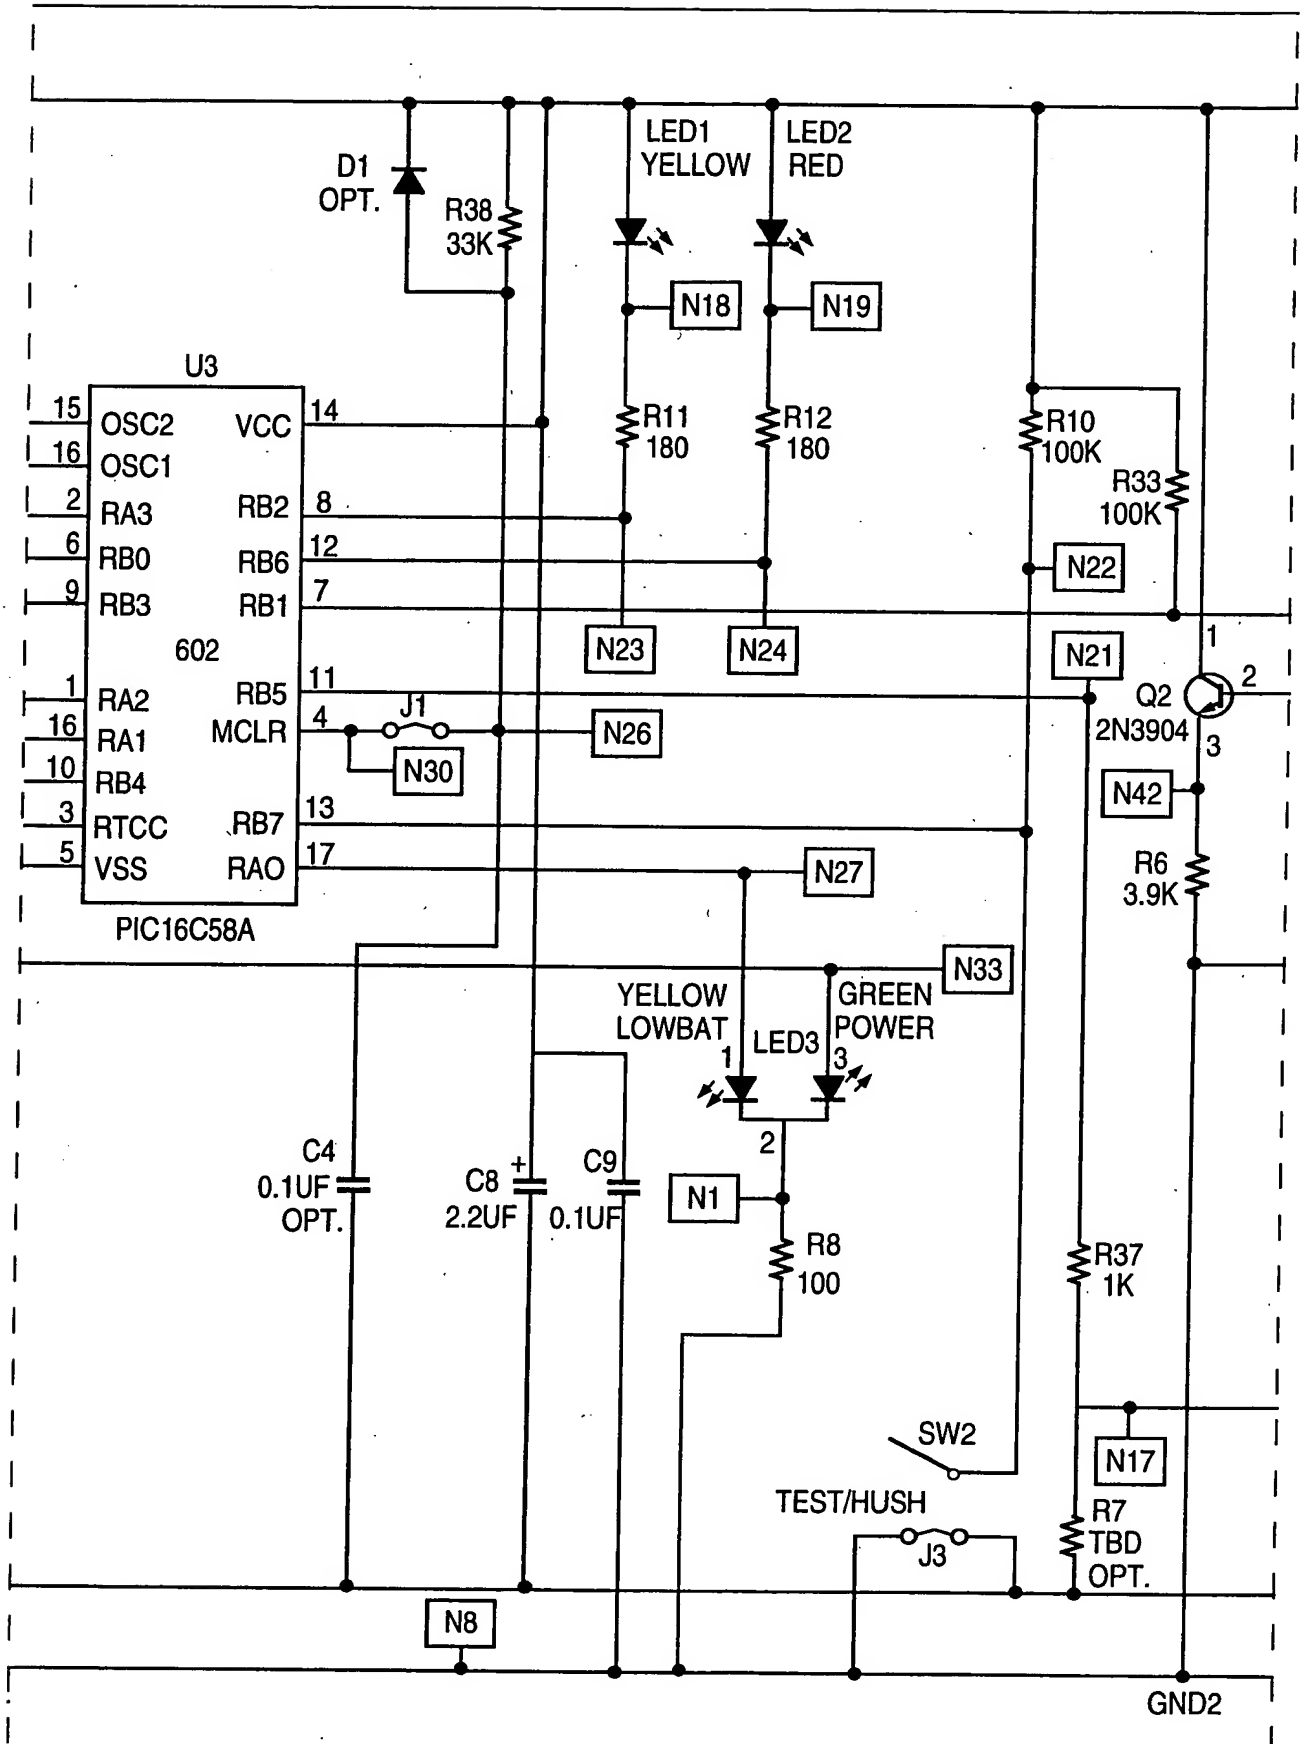 LED1
YELLOW
LED2
RED
D1
OPT.
R38
33K
N18
N19
U3
15
OSC2
VCC
14
R11
180
R12
180
R10
100K
16
OSC1
R33
100K
2
RA3
RB2
8
6
RB0
RB6
12
N22
9
RB3
RB1
7
1
N23
N24
602
N21
1
RA2
RB5
11
2
Q2
2N3904
16
RA1
MCLR
4
J1
N26
3
10
RB4
N30
N42
3
RTCC
RB7
13
5
VSS
RAO
17
N27
R6
3.9K
PIC16C58A
N33
YELLOW
LOWBAT
GREEN
POWER
1
LED3
3
2
C4
0.1UF
OPT.
+
C8
2.2UF
C9
0.1UF
N1
R8
100
R37
1K
SW2
N17
TEST/HUSH
J3
R7
TBD
OPT.
N8
GND2